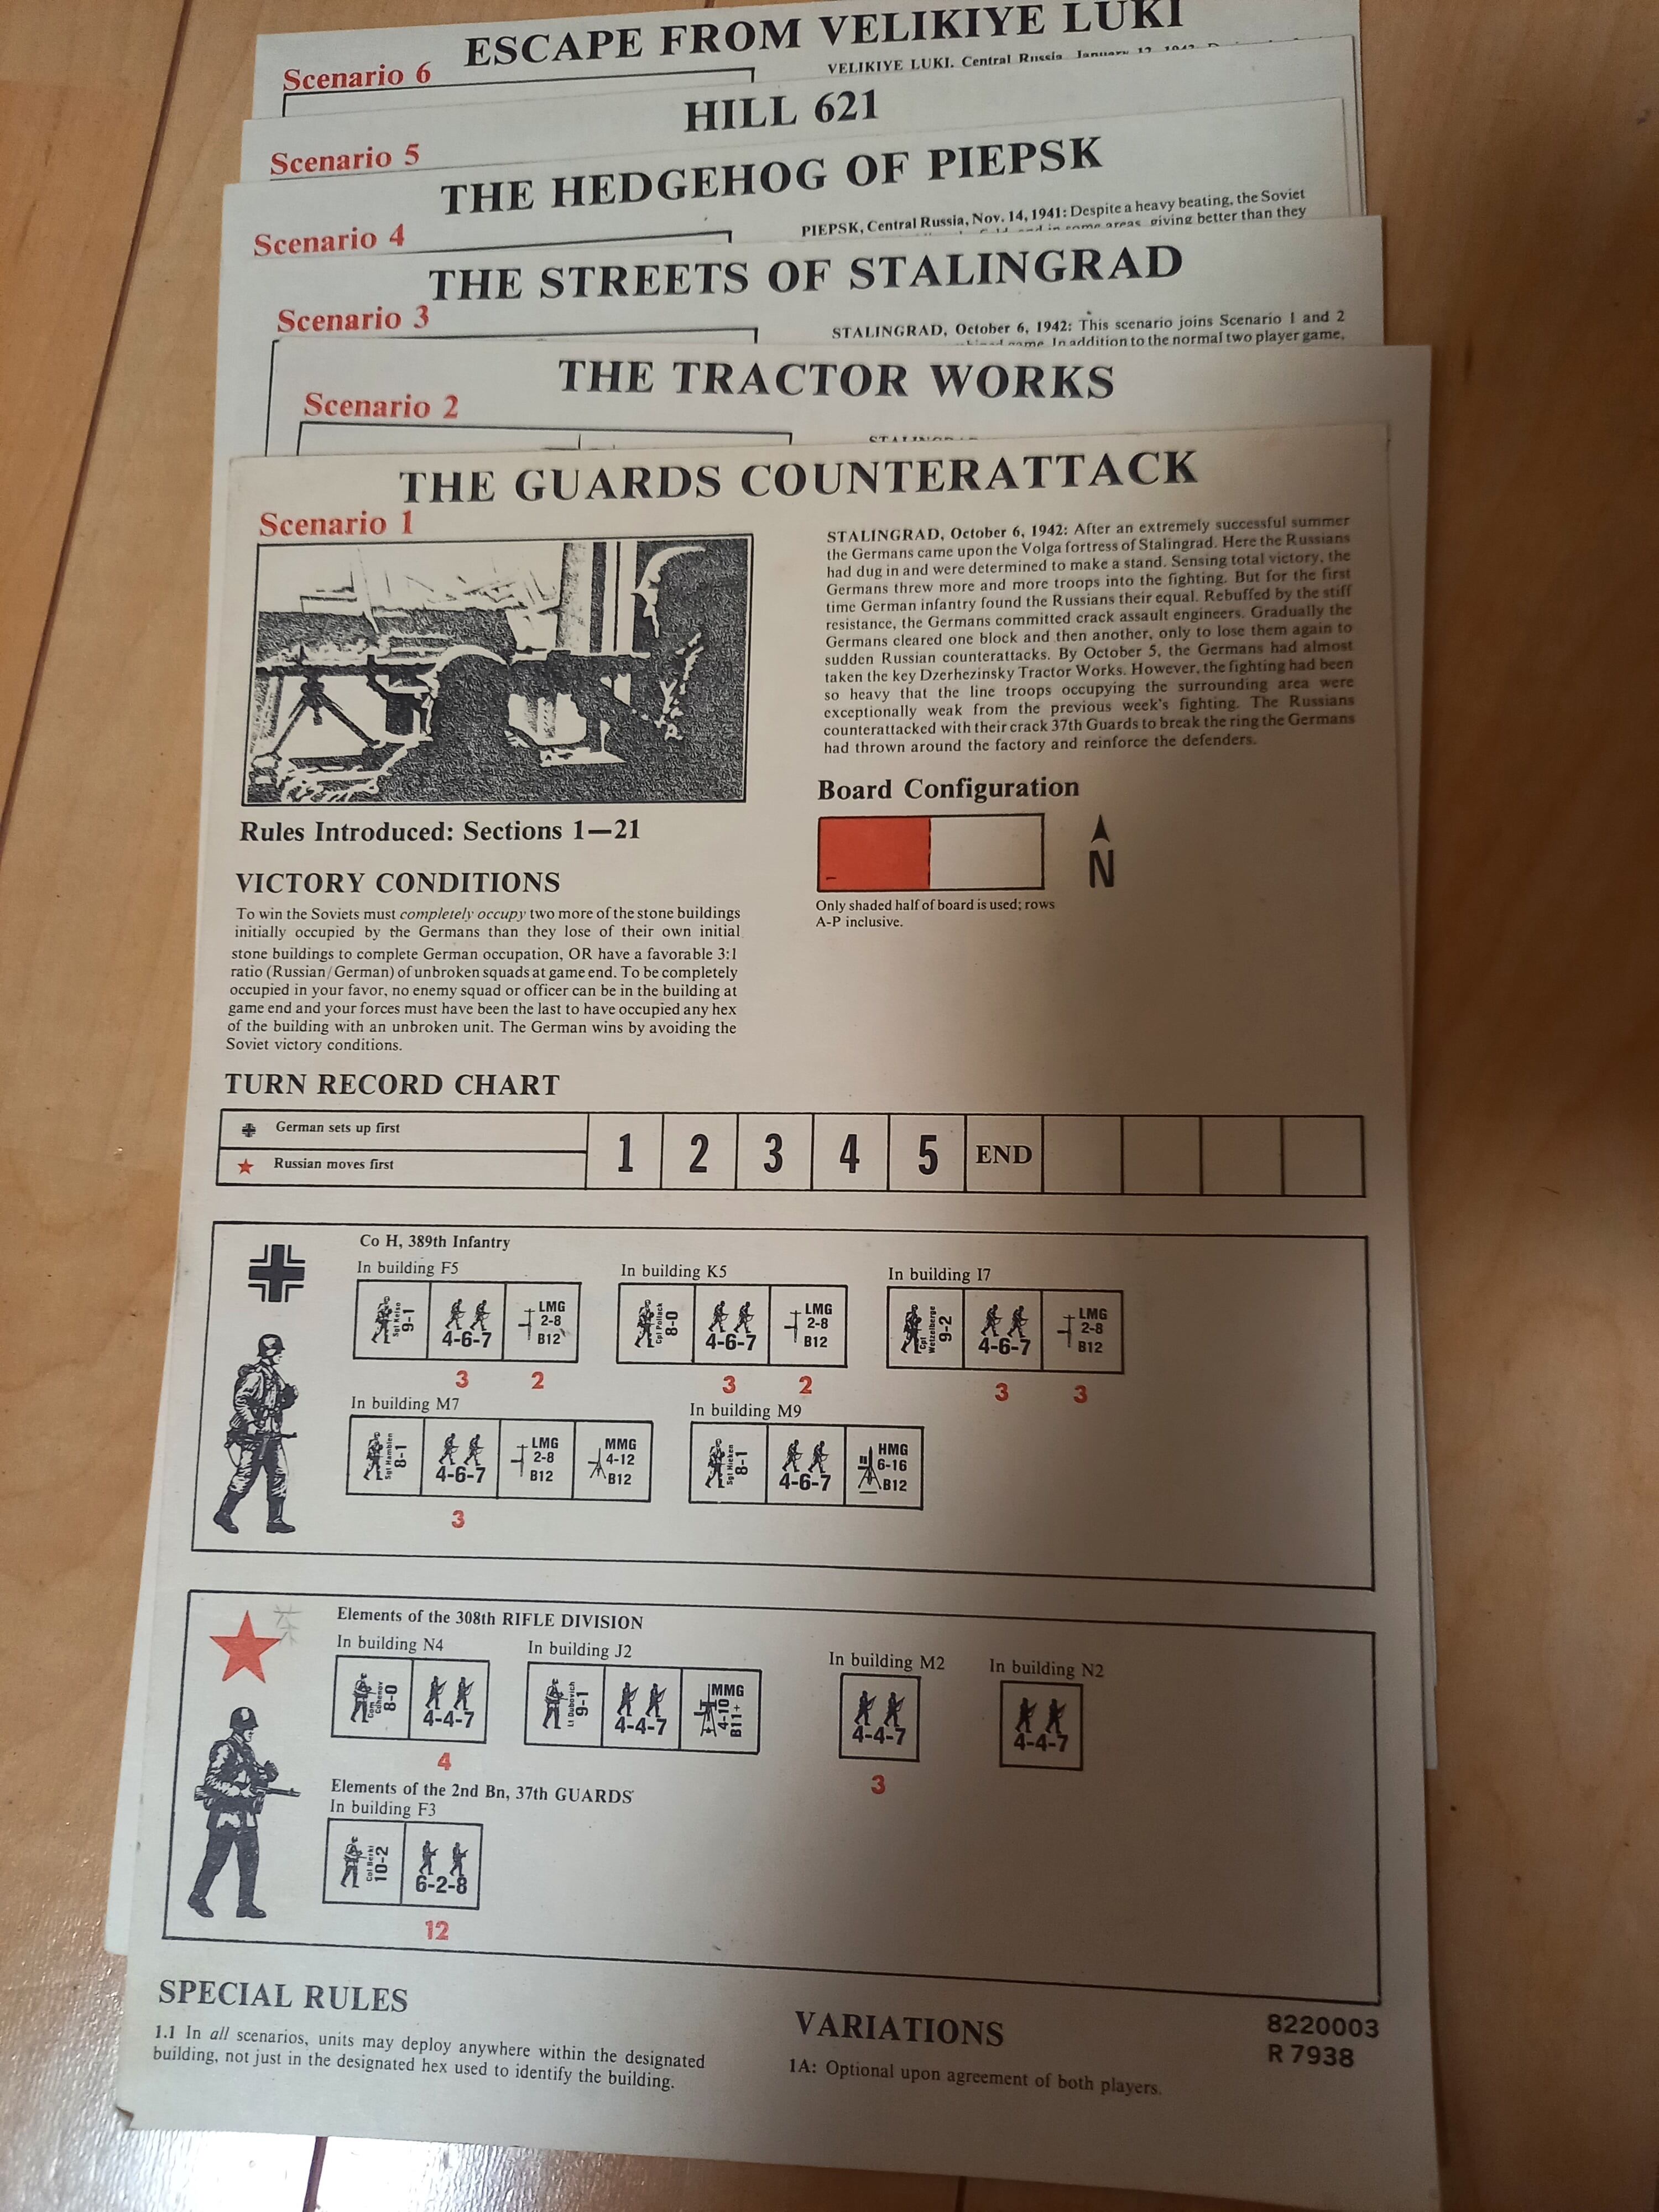 ESCAPE FROM VELIKIYE LUKI
Scenario 6
VELIKIYE LUKI, Central Russia, January
HILL 621
Scenario 5
THE HEDGEHOG OF PIEPSK
Scenario 4
PIEPSK, Central Russia, Nov. 14, 1941: Despite a heavy beating, the Soviet
and in some areas, giving better than they
THE STREETS OF STALINGRAD
Scenario 3
STALINGRAD, October 6, 1942: This scenario joins Scenario 1 and 2
game. In addition to the normal two player game,
THE TRACTOR WORKS
Scenario 2
THE GUARDS COUNTERATTACK
Scenario 1
STALINGRAD, October 6, 1942: After an extremely successful summer
the Germans came upon the Volga fortress of Stalingrad. Here the Russians
had dug in and were determined to make a stand. Sensing total victory, the
Germans threw more and more troops into the fighting. But for the first
time German infantry found the Russians their equal. Rebuffed by the stiff
resistance, the Germans committed crack assault engineers. Gradually the
Germans cleared one block and then another, only to lose them again to
sudden Russian counterattacks. By October 5, the Germans had almost
taken the key Dzerhezinsky Tractor Works. However, the fighting had been
so heavy that the line troops occupying the surrounding area were
exceptionally weak from the previous week's fighting. The Russians
counterattacked with their crack 37th Guards to break the ring the Germans
had thrown around the factory and reinforce the defenders.
Rules Introduced: Sections 1—21
Board Configuration
N
Only shaded half of board is used; rows
A-P inclusive.
VICTORY CONDITIONS
To win the Soviets must completely occupy two more of the stone buildings
initially occupied by the Germans than they lose of their own initial
stone buildings to complete German occupation, OR have a favorable 3:1
ratio (Russian/German) of unbroken squads at game end. To be completely
occupied in your favor, no enemy squad or officer can be in the building at
game end and your forces must have been the last to have occupied any hex
of the building with an unbroken unit. The German wins by avoiding the
Soviet victory conditions.
TURN RECORD CHART
German sets up first
Russian moves first
1 2 3 4 5 END
Co H, 389th Infantry
In building F5
9-1 4-6-7 LMG 2-8 B12
3 2
In building K5
8-0 4-6-7 LMG 2-8 B12
3 2
In building I7
9-2 4-6-7 LMG 2-8 B12
3 3
In building M7
8-1 4-6-7 LMG 2-8 B12 MMG 4-12 B12
3
In building M9
8-1 4-6-7 HMG 6-16 B12
Elements of the 308th RIFLE DIVISION
In building N4
8-0 4-4-7
4
In building J2
9-1 4-4-7 MMG 4-10 B11+
In building M2
4-4-7
3
In building N2
4-4-7
Elements of the 2nd Bn, 37th GUARDS
In building F3
10-2 6-2-8
12
SPECIAL RULES
1.1 In all scenarios, units may deploy anywhere within the designated
building, not just in the designated hex used to identify the building.
VARIATIONS
1A: Optional upon agreement of both players.
8220003
R 7938